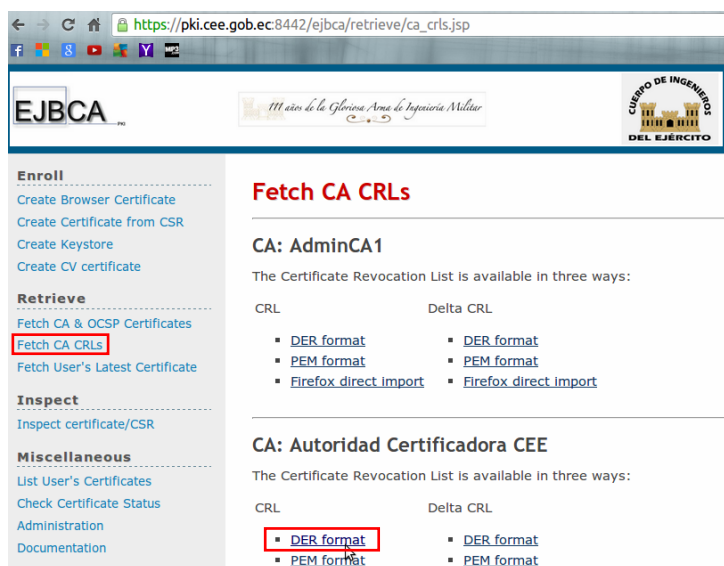 https://pki.cee.gob.ec:8442/ejbca/retrieve/ca_crls.jsp
EJBCA
PKI
111 años de la Gloriosa Arma de Ingeniería Militar
CUERPO DE INGENIEROS
DEL EJÉRCITO
Enroll
Create Browser Certificate
Create Certificate from CSR
Create Keystore
Create CV certificate
Retrieve
Fetch CA & OCSP Certificates
Fetch CA CRLs
Fetch User's Latest Certificate
Inspect
Inspect certificate/CSR
Miscellaneous
List User's Certificates
Check Certificate Status
Administration
Documentation
Fetch CA CRLs
CA: AdminCA1
The Certificate Revocation List is available in three ways:
CRL Delta CRL
DER format DER format
PEM format PEM format
Firefox direct import Firefox direct import
CA: Autoridad Certificadora CEE
The Certificate Revocation List is available in three ways:
CRL Delta CRL
DER format DER format
PEM format PEM format